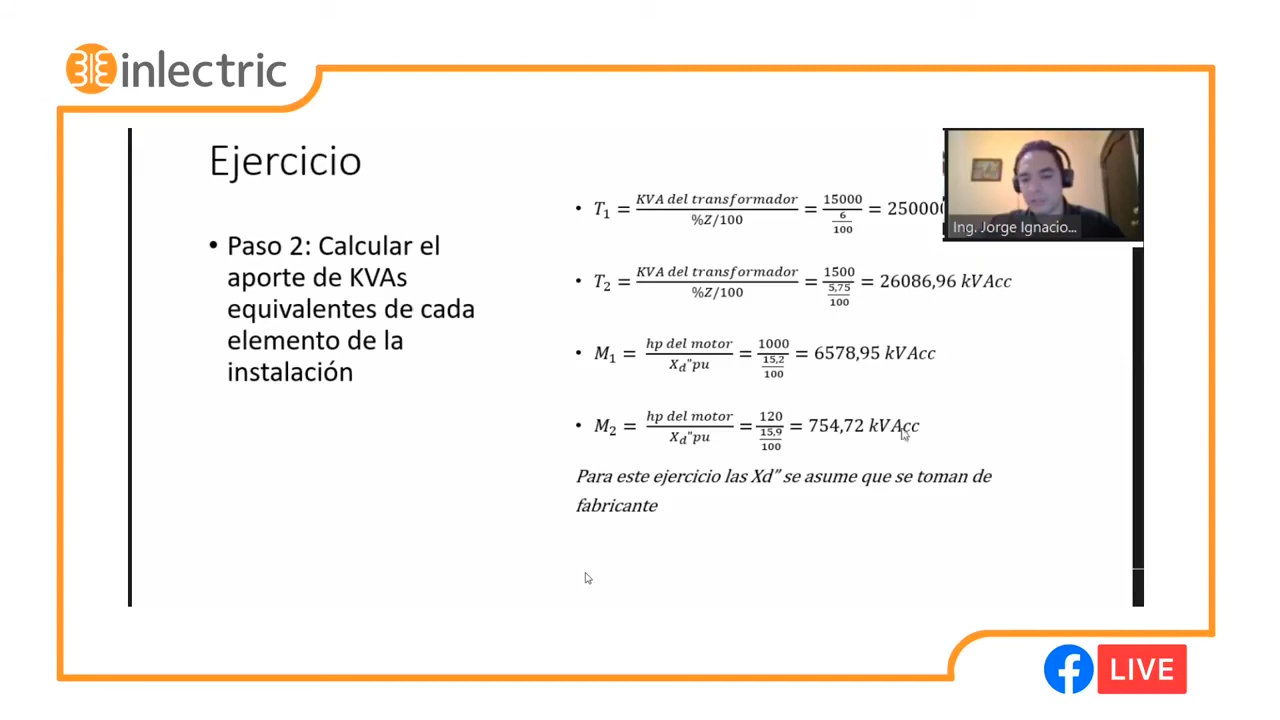 inlectric
Ejercicio
• Paso 2: Calcular el
aporte de KVAs
equivalentes de cada
elemento de la
instalación
• T₁ = KVA del transformador / %Z/100 = 15000 / (6/100) = 250000
• T₂ = KVA del transformador / %Z/100 = 1500 / (5,75/100) = 26086,96 kVAcc
• M₁ = hp del motor / X_d"pu = 1000 / (15,2/100) = 6578,95 kVAcc
• M₂ = hp del motor / X_d"pu = 120 / (15,9/100) = 754,72 kVAcc
Para este ejercicio las Xd” se asume que se toman de
fabricante
Ing. Jorge Ignacio...
LIVE